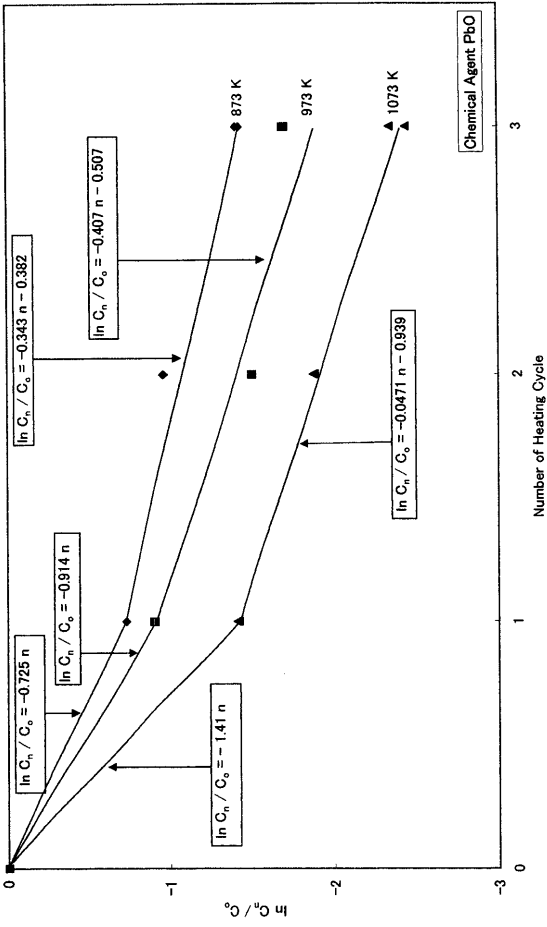 ln Cₙ / Cₒ = −0.725 n
ln Cₙ / Cₒ = −0.914 n
ln Cₙ / Cₒ = −0.343 n − 0.382
ln Cₙ / Cₒ = −0.407 n − 0.507
873 K
973 K
1073 K
ln Cₙ / Cₒ = − 1.41 n
ln Cₙ / Cₒ = −0.0471 n − 0.939
Chemical Agent PbO
0
-1
-2
-3
ln Cₙ / Cₒ
0
1
2
3
Number of Heating Cycle